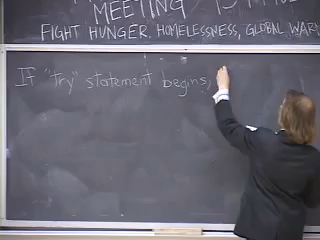 MEETING
FIGHT HUNGER, HOMELESSNESS, GLOBAL WAR
If "try" statement begins,